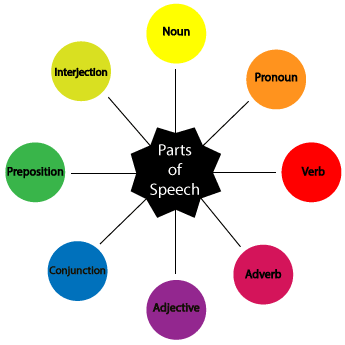 Noun
Pronoun
Verb
Adverb
Adjective
Conjunction
Preposition
Interjection
Parts
of
Speech